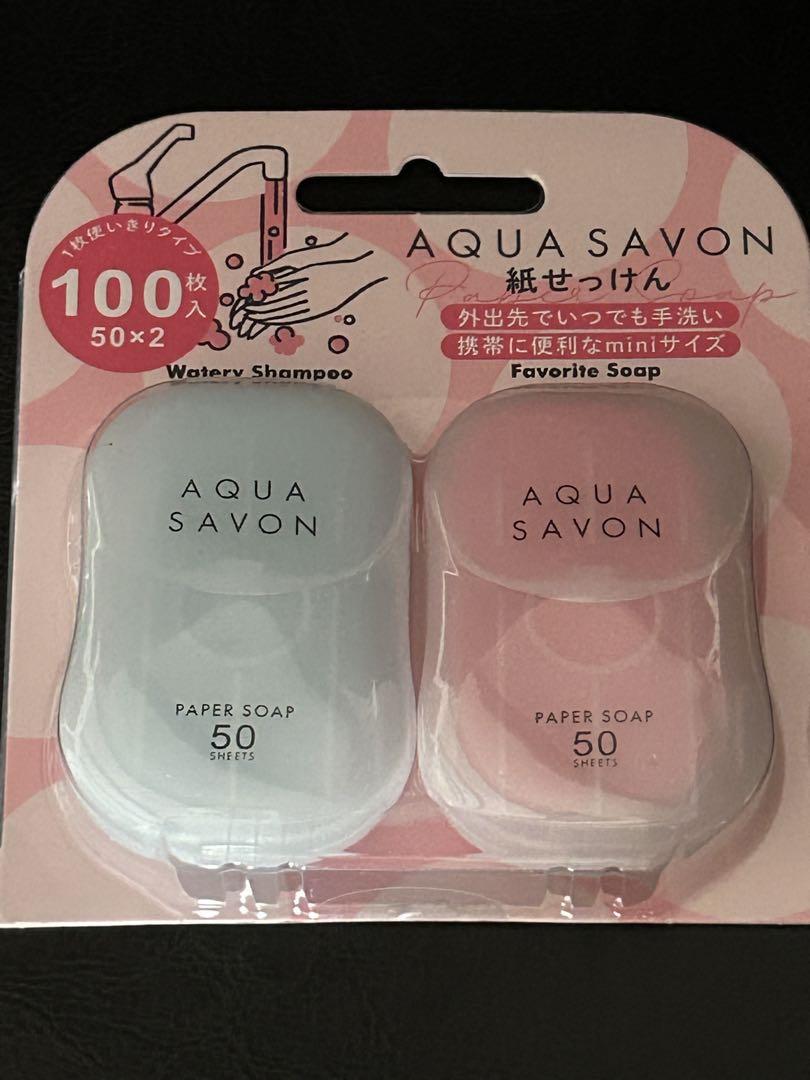 1枚使いきりタイプ
100枚入
50×2
AQUA SAVON
Paper Soap
紙せっけん
外出先でいつでも手洗い
携帯に便利なminiサイズ
Watery Shampoo
Favorite Soap
AQUA
SAVON
PAPER SOAP
50
SHEETS
AQUA
SAVON
PAPER SOAP
50
SHEETS